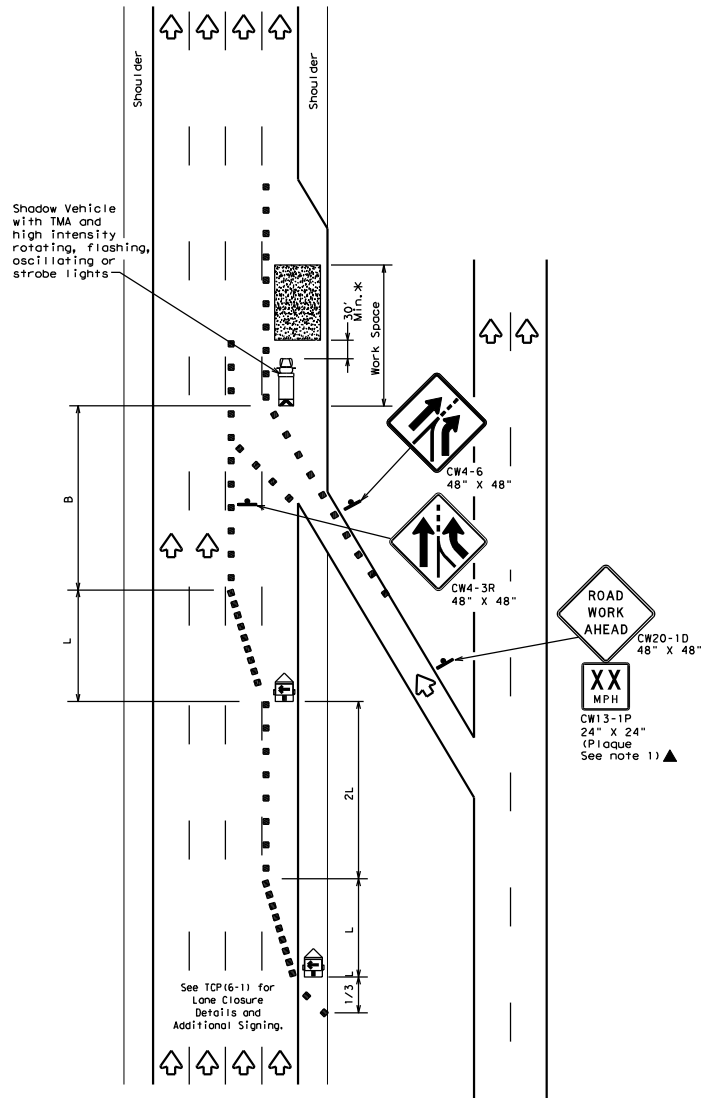 Shoulder
Shoulder
Shadow Vehicle
with TMA and
high intensity
rotating, flashing,
oscillating or
strobe lights
30'
Min.*
Work Space
CW4-6
48" X 48"
B
CW4-3R
48" X 48"
ROAD
WORK
AHEAD
CW20-1D
48" X 48"
XX
MPH
CW13-1P
24" X 24"
(Plaque
See note 1) ▲
L
2L
L
1/3 L
See TCP(6-1) for
Lane Closure
Details and
Additional Signing.